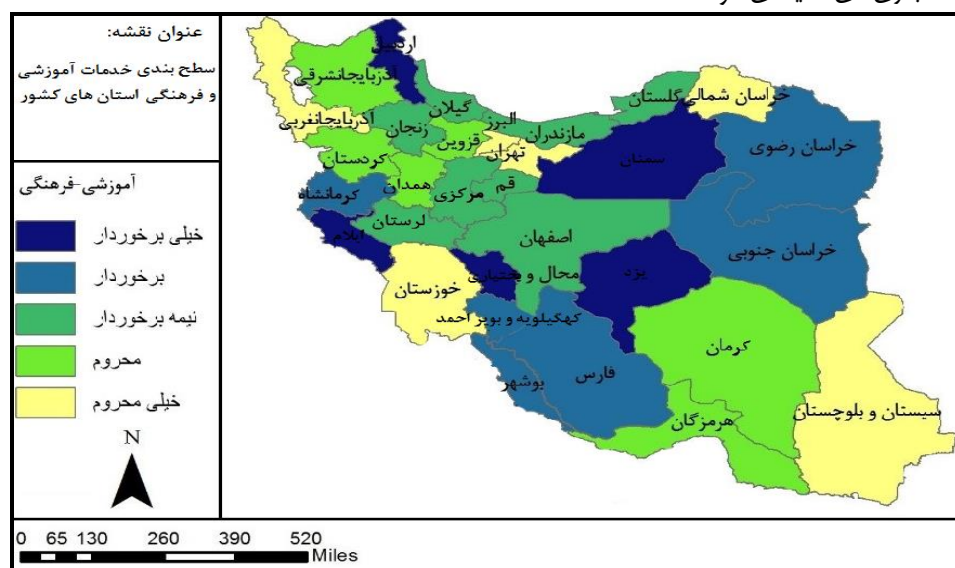 عنوان نقشه:
سطح بندی خدمات آموزشی
و فرهنگی استان های کشور
آموزشی-فرهنگی
خیلی برخوردار
برخوردار
نیمه برخوردار
محروم
خیلی محروم
N
0 65 130 260 390 520
Miles
اردبیل
آذربایجانشرقی
آذربایجانغربی
گیلان
زنجان
البرز
قزوین
مازندران
تهران
گلستان
خراسان شمالی
سمنان
خراسان رضوی
کردستان
همدان
کرمانشاه
مرکزی
قم
لرستان
ایلام
اصفهان
خراسان جنوبی
محال و بختیاری
یزد
خوزستان
کهگیلویه و بویر احمد
کرمان
فارس
بوشهر
هرمزگان
سیستان و بلوچستان